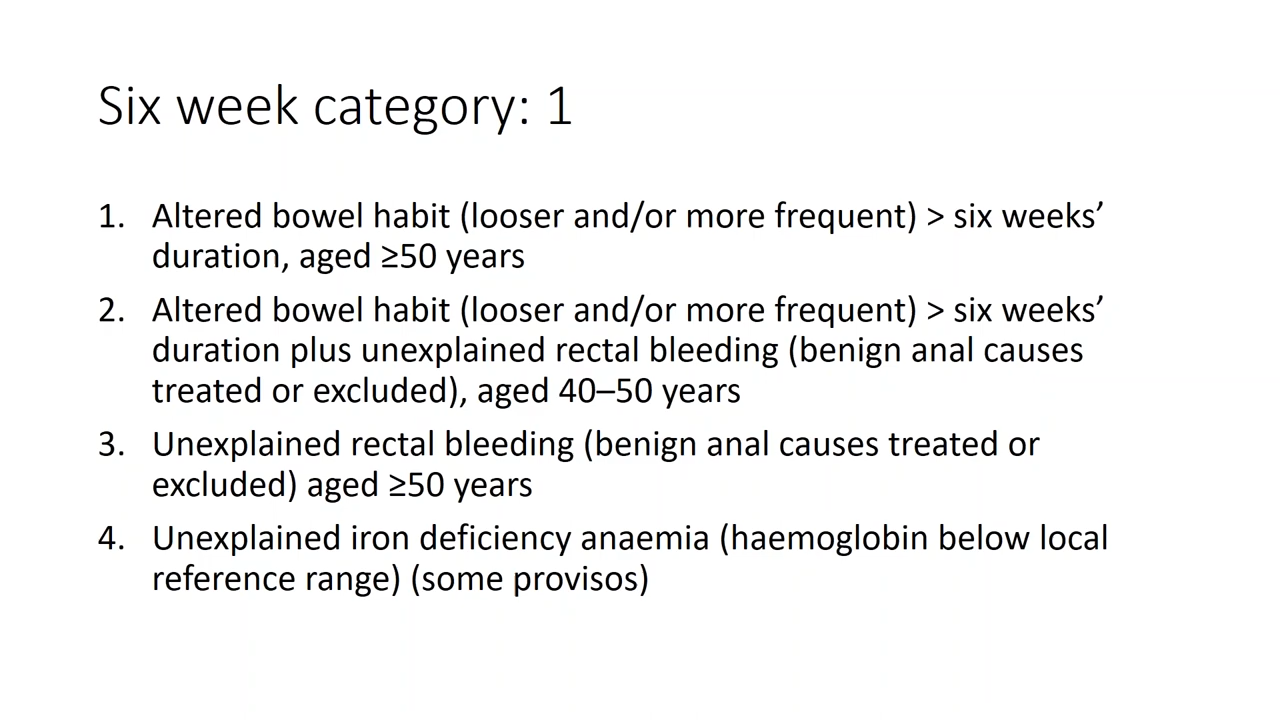 Six week category: 1
1. Altered bowel habit (looser and/or more frequent) > six weeks’
duration, aged ≥50 years
2. Altered bowel habit (looser and/or more frequent) > six weeks’
duration plus unexplained rectal bleeding (benign anal causes
treated or excluded), aged 40–50 years
3. Unexplained rectal bleeding (benign anal causes treated or
excluded) aged ≥50 years
4. Unexplained iron deficiency anaemia (haemoglobin below local
reference range) (some provisos)